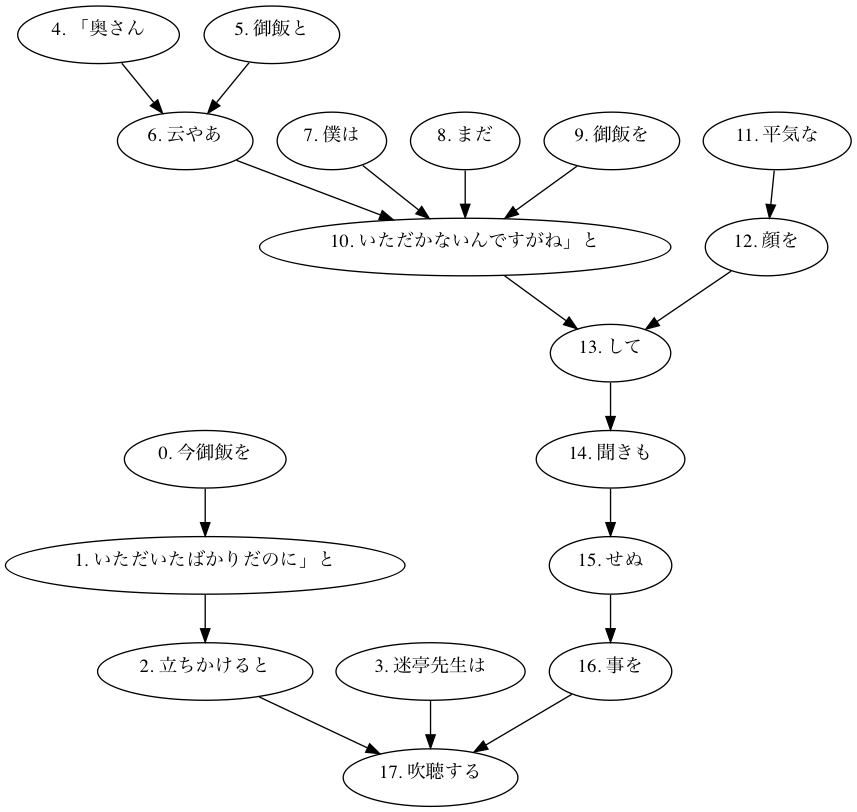 4. 「奥さん
5. 御飯と
6. 云やあ
7. 僕は
8. まだ
9. 御飯を
11. 平気な
10. いただかないんですがね」と
12. 顔を
13. して
0. 今御飯を
14. 聞きも
1. いただいたばかりだのに」と
15. せぬ
2. 立ちかけると
3. 迷亭先生は
16. 事を
17. 吹聴する